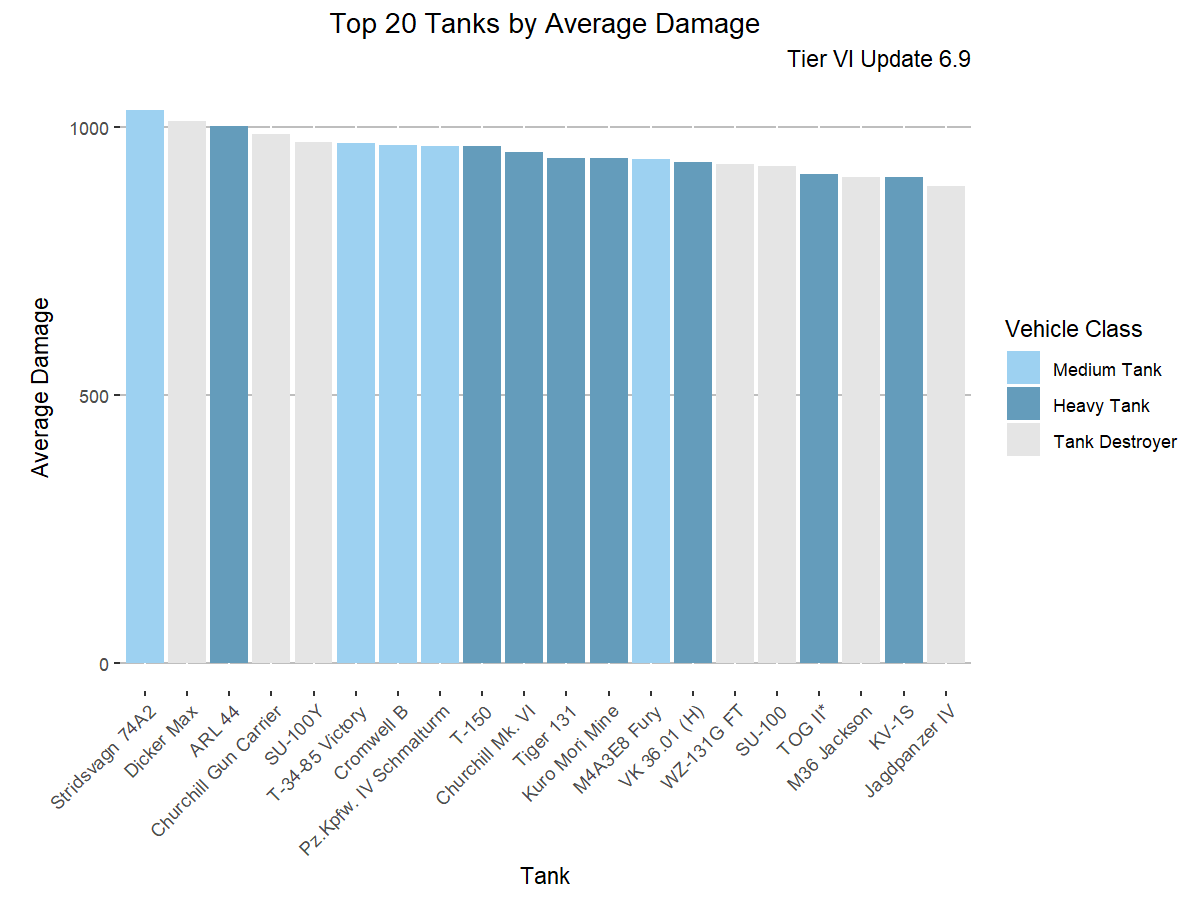 Top 20 Tanks by Average Damage
Tier VI Update 6.9
Average Damage
1000
500
0
Stridsvagn 74A2
Dicker Max
ARL 44
Churchill Gun Carrier
SU-100Y
T-34-85 Victory
Cromwell B
Pz.Kpfw. IV Schmalturm
T-150
Churchill Mk. VI
Tiger 131
Kuro Mori Mine
M4A3E8 Fury
VK 36.01 (H)
WZ-131G FT
SU-100
TOG II*
M36 Jackson
KV-1S
Jagdpanzer IV
Tank
Vehicle Class
Medium Tank
Heavy Tank
Tank Destroyer